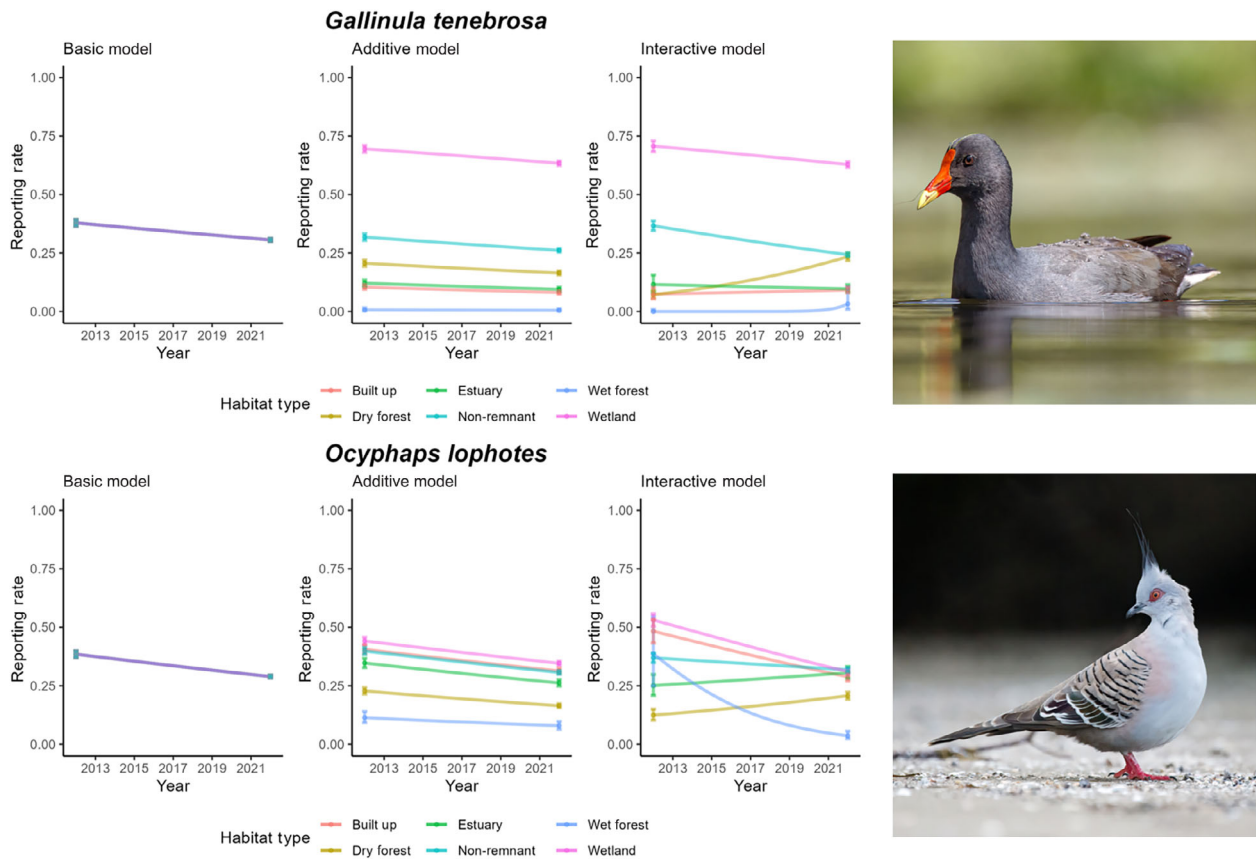 Gallinula tenebrosa
Basic model
Additive model
Interactive model
Reporting rate
1.00
0.75
0.50
0.25
0.00
2013 2015 2017 2019 2021
Year
Reporting rate
1.00
0.75
0.50
0.25
0.00
2013 2015 2017 2019 2021
Year
Reporting rate
1.00
0.75
0.50
0.25
0.00
2013 2015 2017 2019 2021
Year
Habitat type
Built up
Estuary
Wet forest
Dry forest
Non-remnant
Wetland
Ocyphaps lophotes
Basic model
Additive model
Interactive model
Reporting rate
1.00
0.75
0.50
0.25
0.00
2013 2015 2017 2019 2021
Year
Reporting rate
1.00
0.75
0.50
0.25
0.00
2013 2015 2017 2019 2021
Year
Reporting rate
1.00
0.75
0.50
0.25
0.00
2013 2015 2017 2019 2021
Year
Habitat type
Built up
Estuary
Wet forest
Dry forest
Non-remnant
Wetland